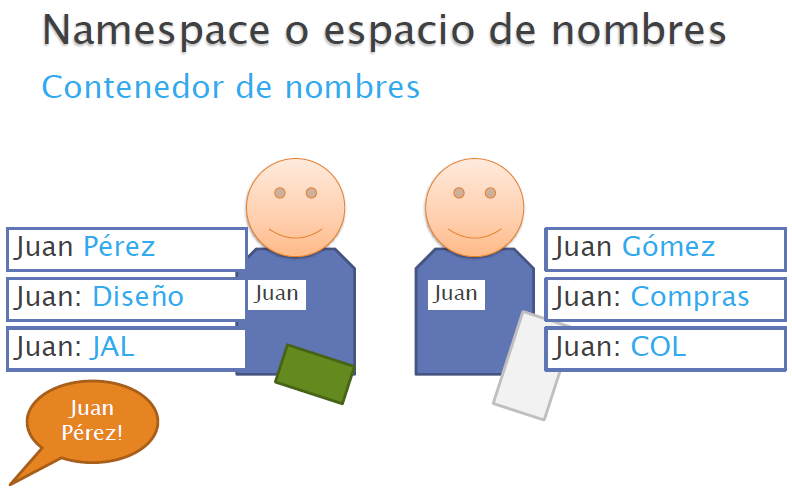 Namespace o espacio de nombres
Contenedor de nombres
Juan Pérez
Juan: Diseño
Juan: JAL
Juan
Juan
Juan Gómez
Juan: Compras
Juan: COL
Juan
Pérez!